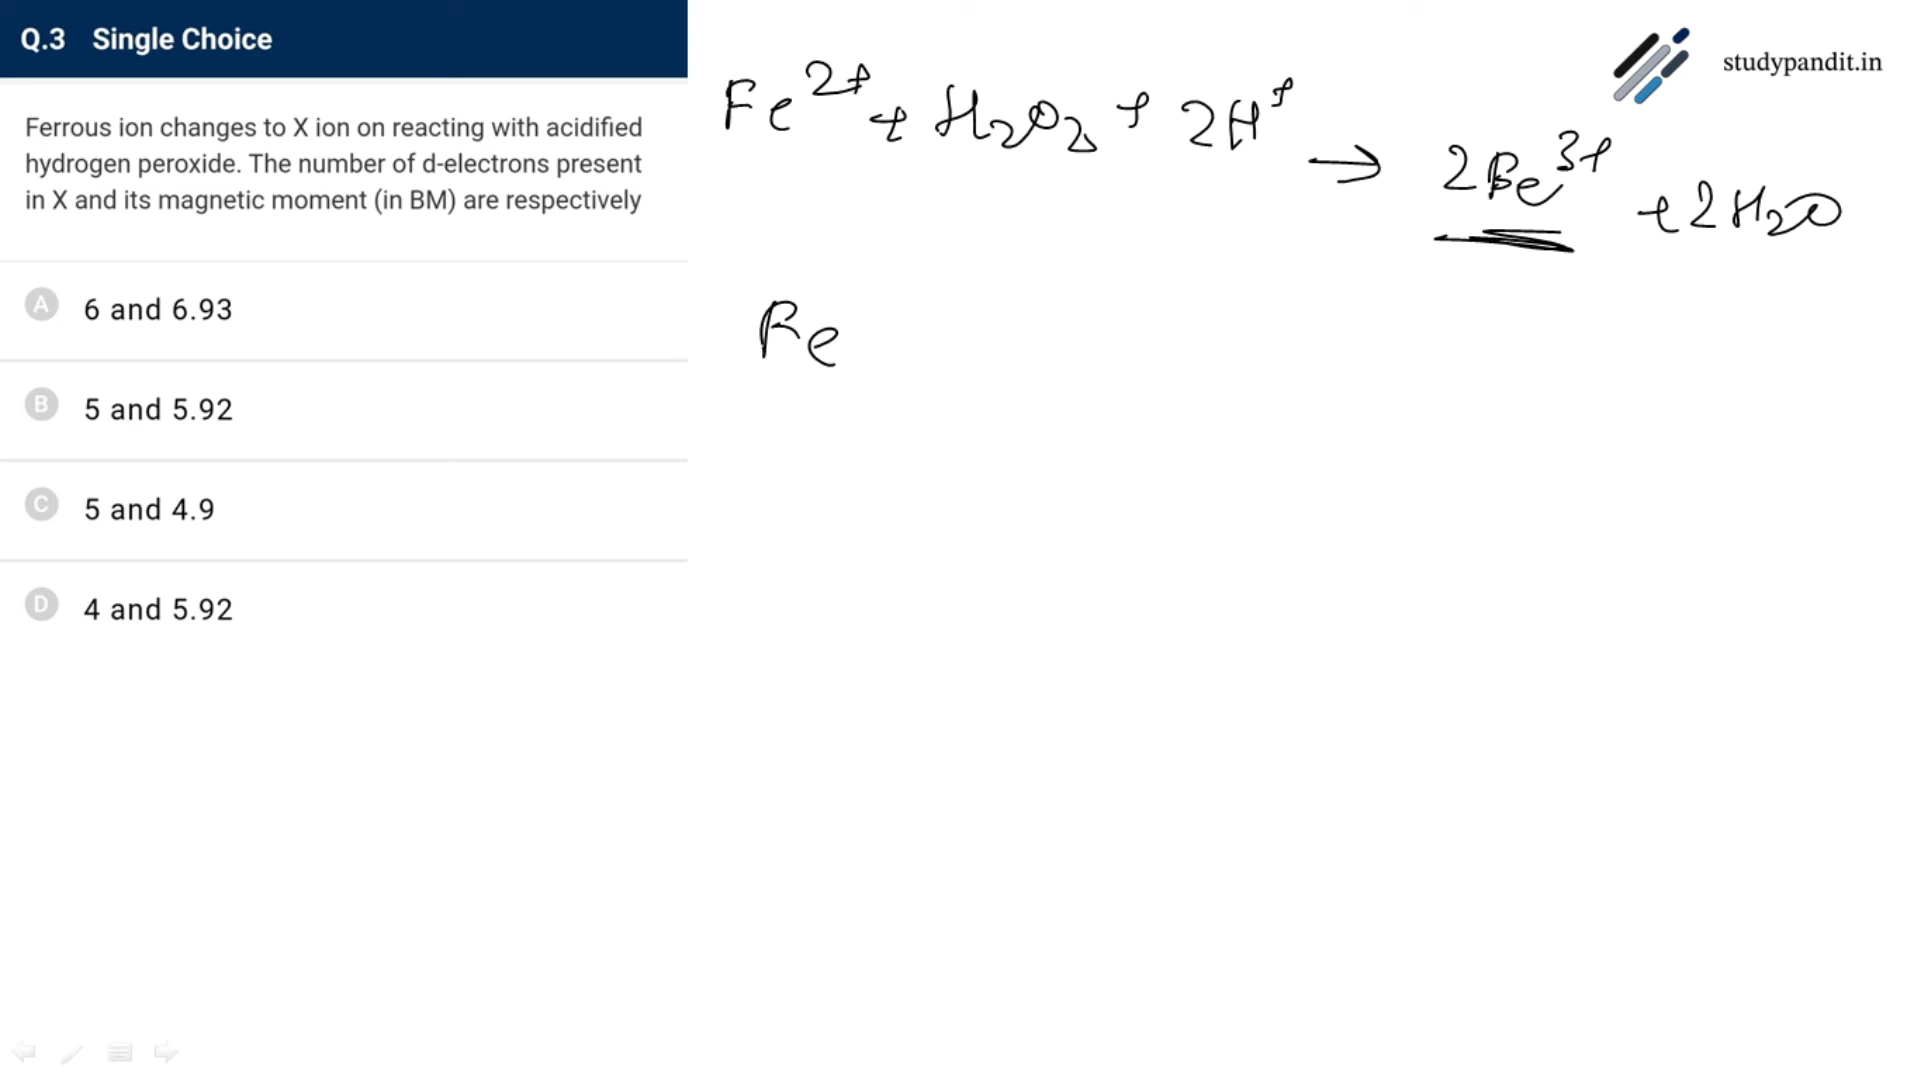 Q.3 Single Choice
Ferrous ion changes to X ion on reacting with acidified
hydrogen peroxide. The number of d-electrons present
in X and its magnetic moment (in BM) are respectively
A 6 and 6.93
B 5 and 5.92
C 5 and 4.9
D 4 and 5.92
studypandit.in
Fe²⁺ + H₂O₂ + 2H⁺ → 2Fe³⁺ + 2H₂O
Fe